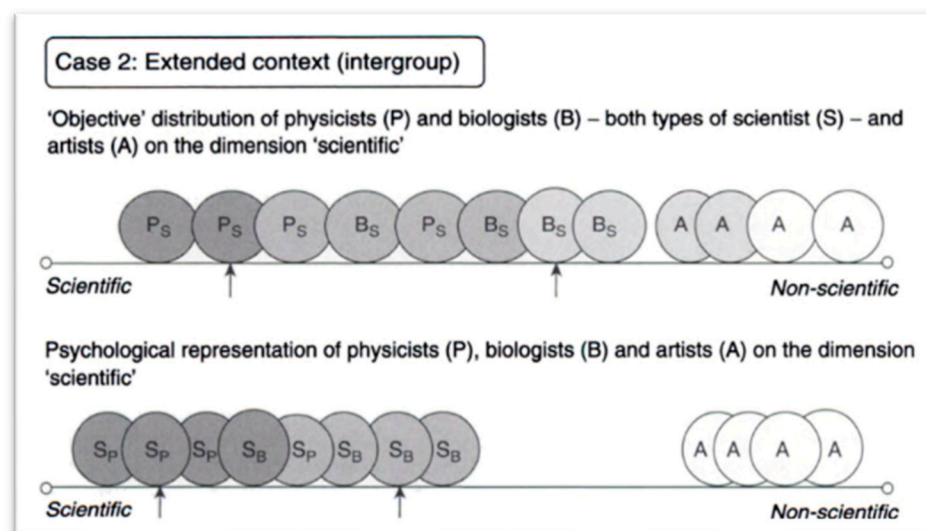 Case 2: Extended context (intergroup)
'Objective' distribution of physicists (P) and biologists (B) – both types of scientist (S) – and
artists (A) on the dimension 'scientific'
PS PS PS BS PS BS BS BS A A A A
Scientific Non-scientific
Psychological representation of physicists (P), biologists (B) and artists (A) on the dimension
'scientific'
SP SP SP SB SP SB SB SB A A A A
Scientific Non-scientific